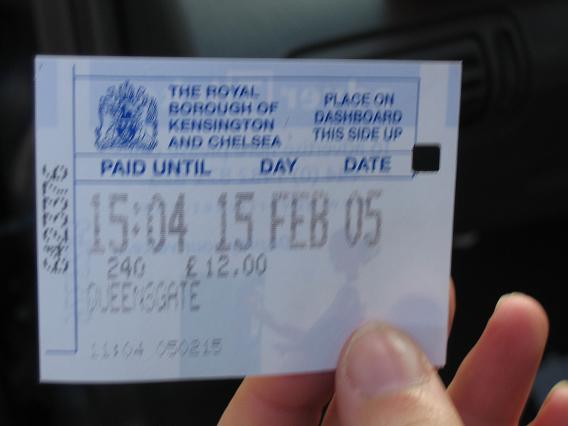 THE ROYAL
BOROUGH OF
KENSINGTON
AND CHELSEA
PLACE ON
DASHBOARD
THIS SIDE UP
PAID UNTIL DAY DATE
15:04 15 FEB 05
240 £12.00
QUEENSGATE
11:04 050215